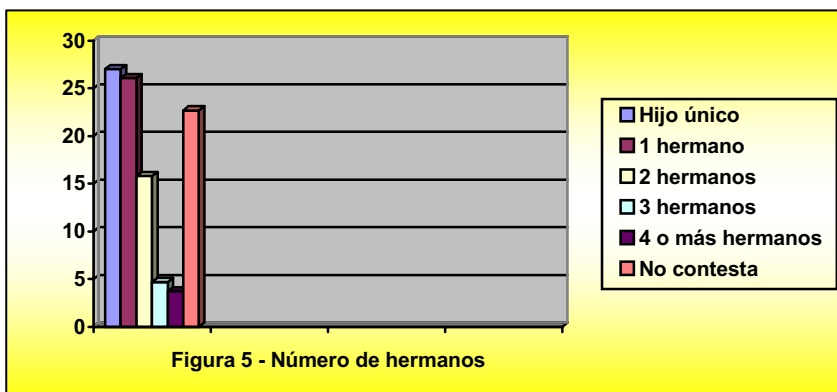 30
25
20
15
10
5
0
Hijo único
1 hermano
2 hermanos
3 hermanos
4 o más hermanos
No contesta
Figura 5 - Número de hermanos